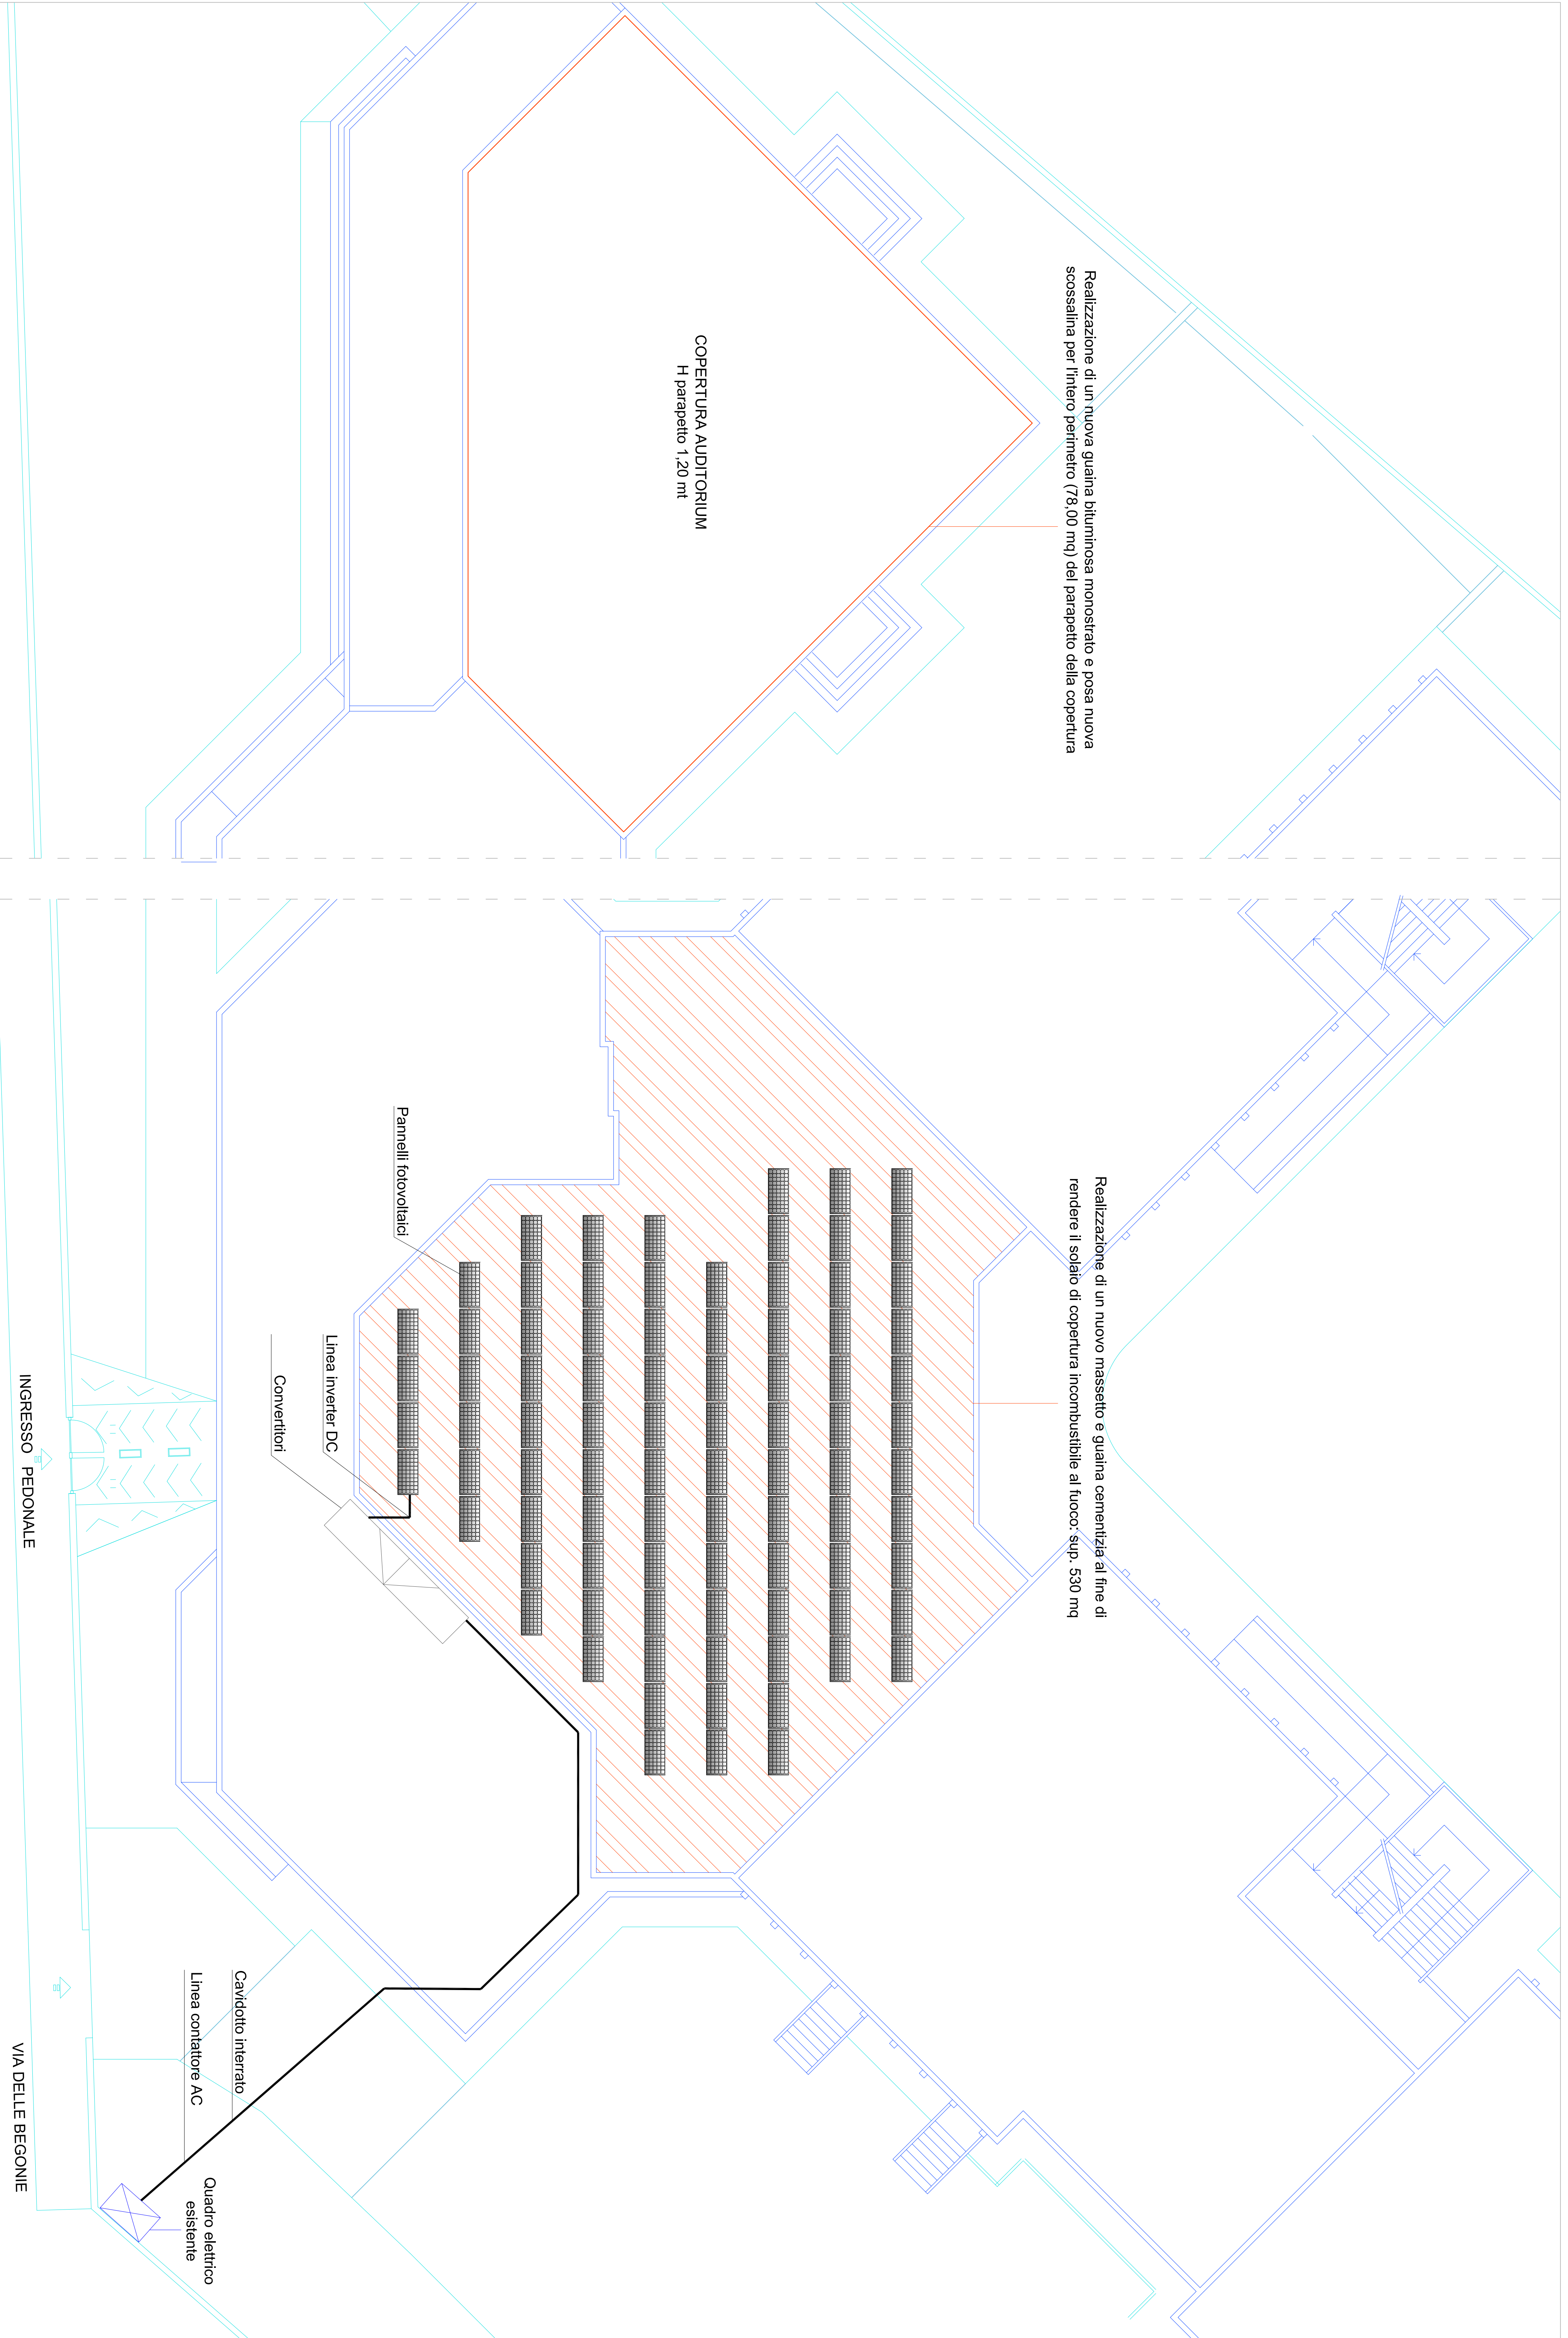 Realizzazione di un nuova guaina bituminosa monostrato e posa nuova
scossalina per l'intero perimetro (78,00 mq) del parapetto della copertura
COPERTURA AUDITORIUM
H parapetto 1,20 mt
Realizzazione di un nuovo massetto e guaina cementizia al fine di
rendere il solaio di copertura incombustibile al fuoco: sup. 530 mq
Pannelli fotovoltaici
Linea inverter DC
Convertitori
INGRESSO PEDONALE
Cavidotto interrato
Linea contattore AC
Quadro elettrico
esistente
VIA DELLE BEGONIE